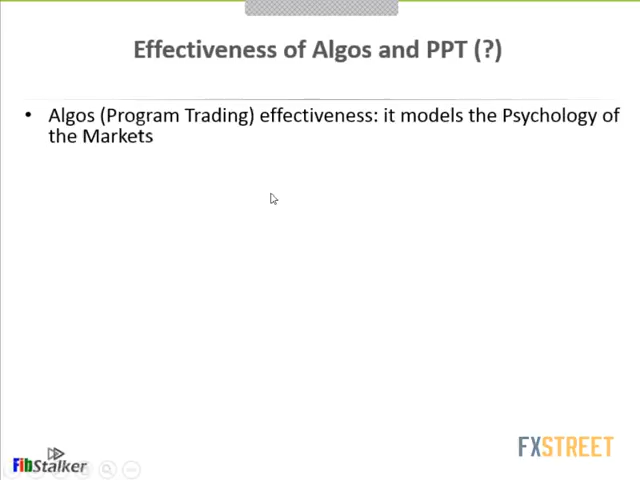 Effectiveness of Algos and PPT (?)
• Algos (Program Trading) effectiveness: it models the Psychology of
the Markets
FXSTREET
FibStalker